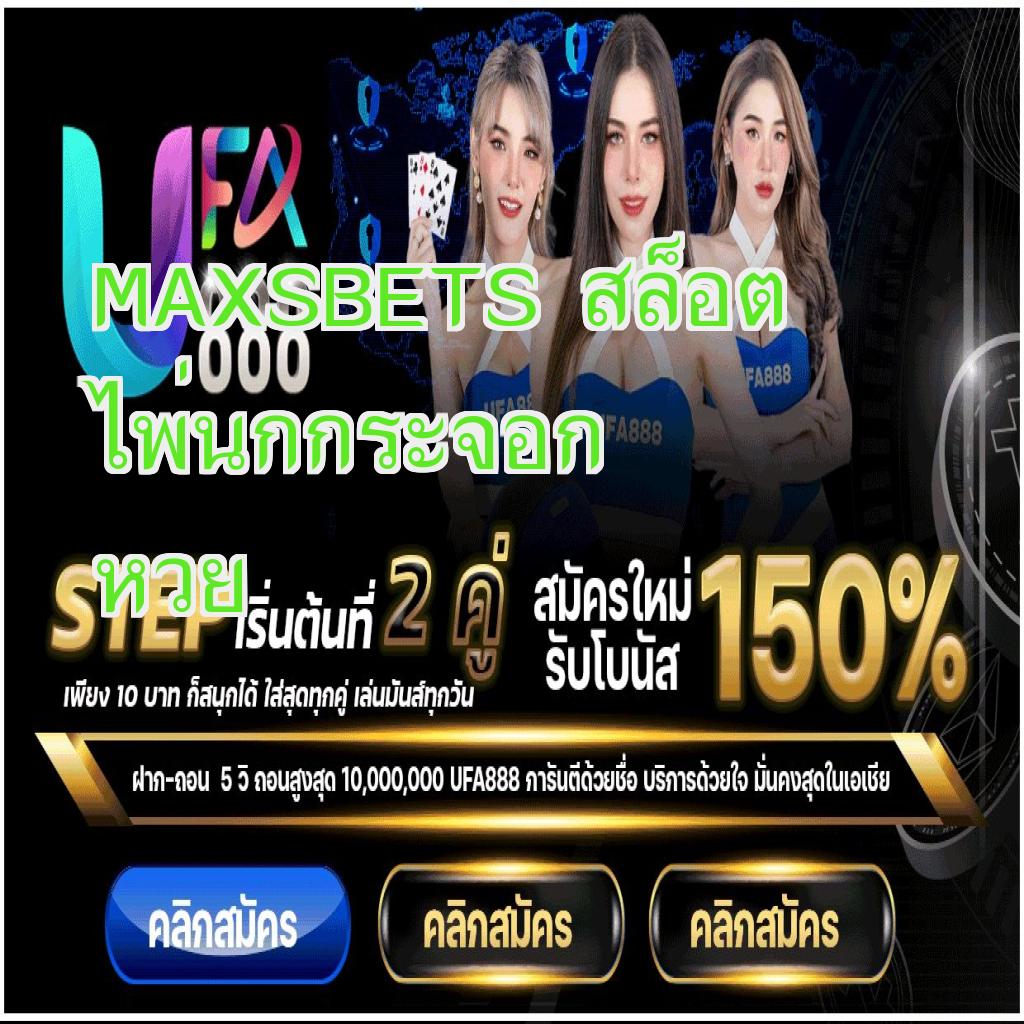 UFA
888
MAXSBETS สล็อต
UFA888
UFA888
UFA888
ไพ่นกกระจอก
หวย
STEP เริ่มต้นที่ 2 คู่
เพียง 10 บาท ก็สนุกได้ ใส่สุดทุกคู่ เล่นมันส์ทุกวัน
สมัครใหม่
รับโบนัส
150%
ฝาก-ถอน 5 วิ ถอนสูงสุด 10,000,000 UFA888 การันตีด้วยชื่อ บริการด้วยใจ มั่นคงสุดในเอเชีย
คลิกสมัคร
คลิกสมัคร
คลิกสมัคร